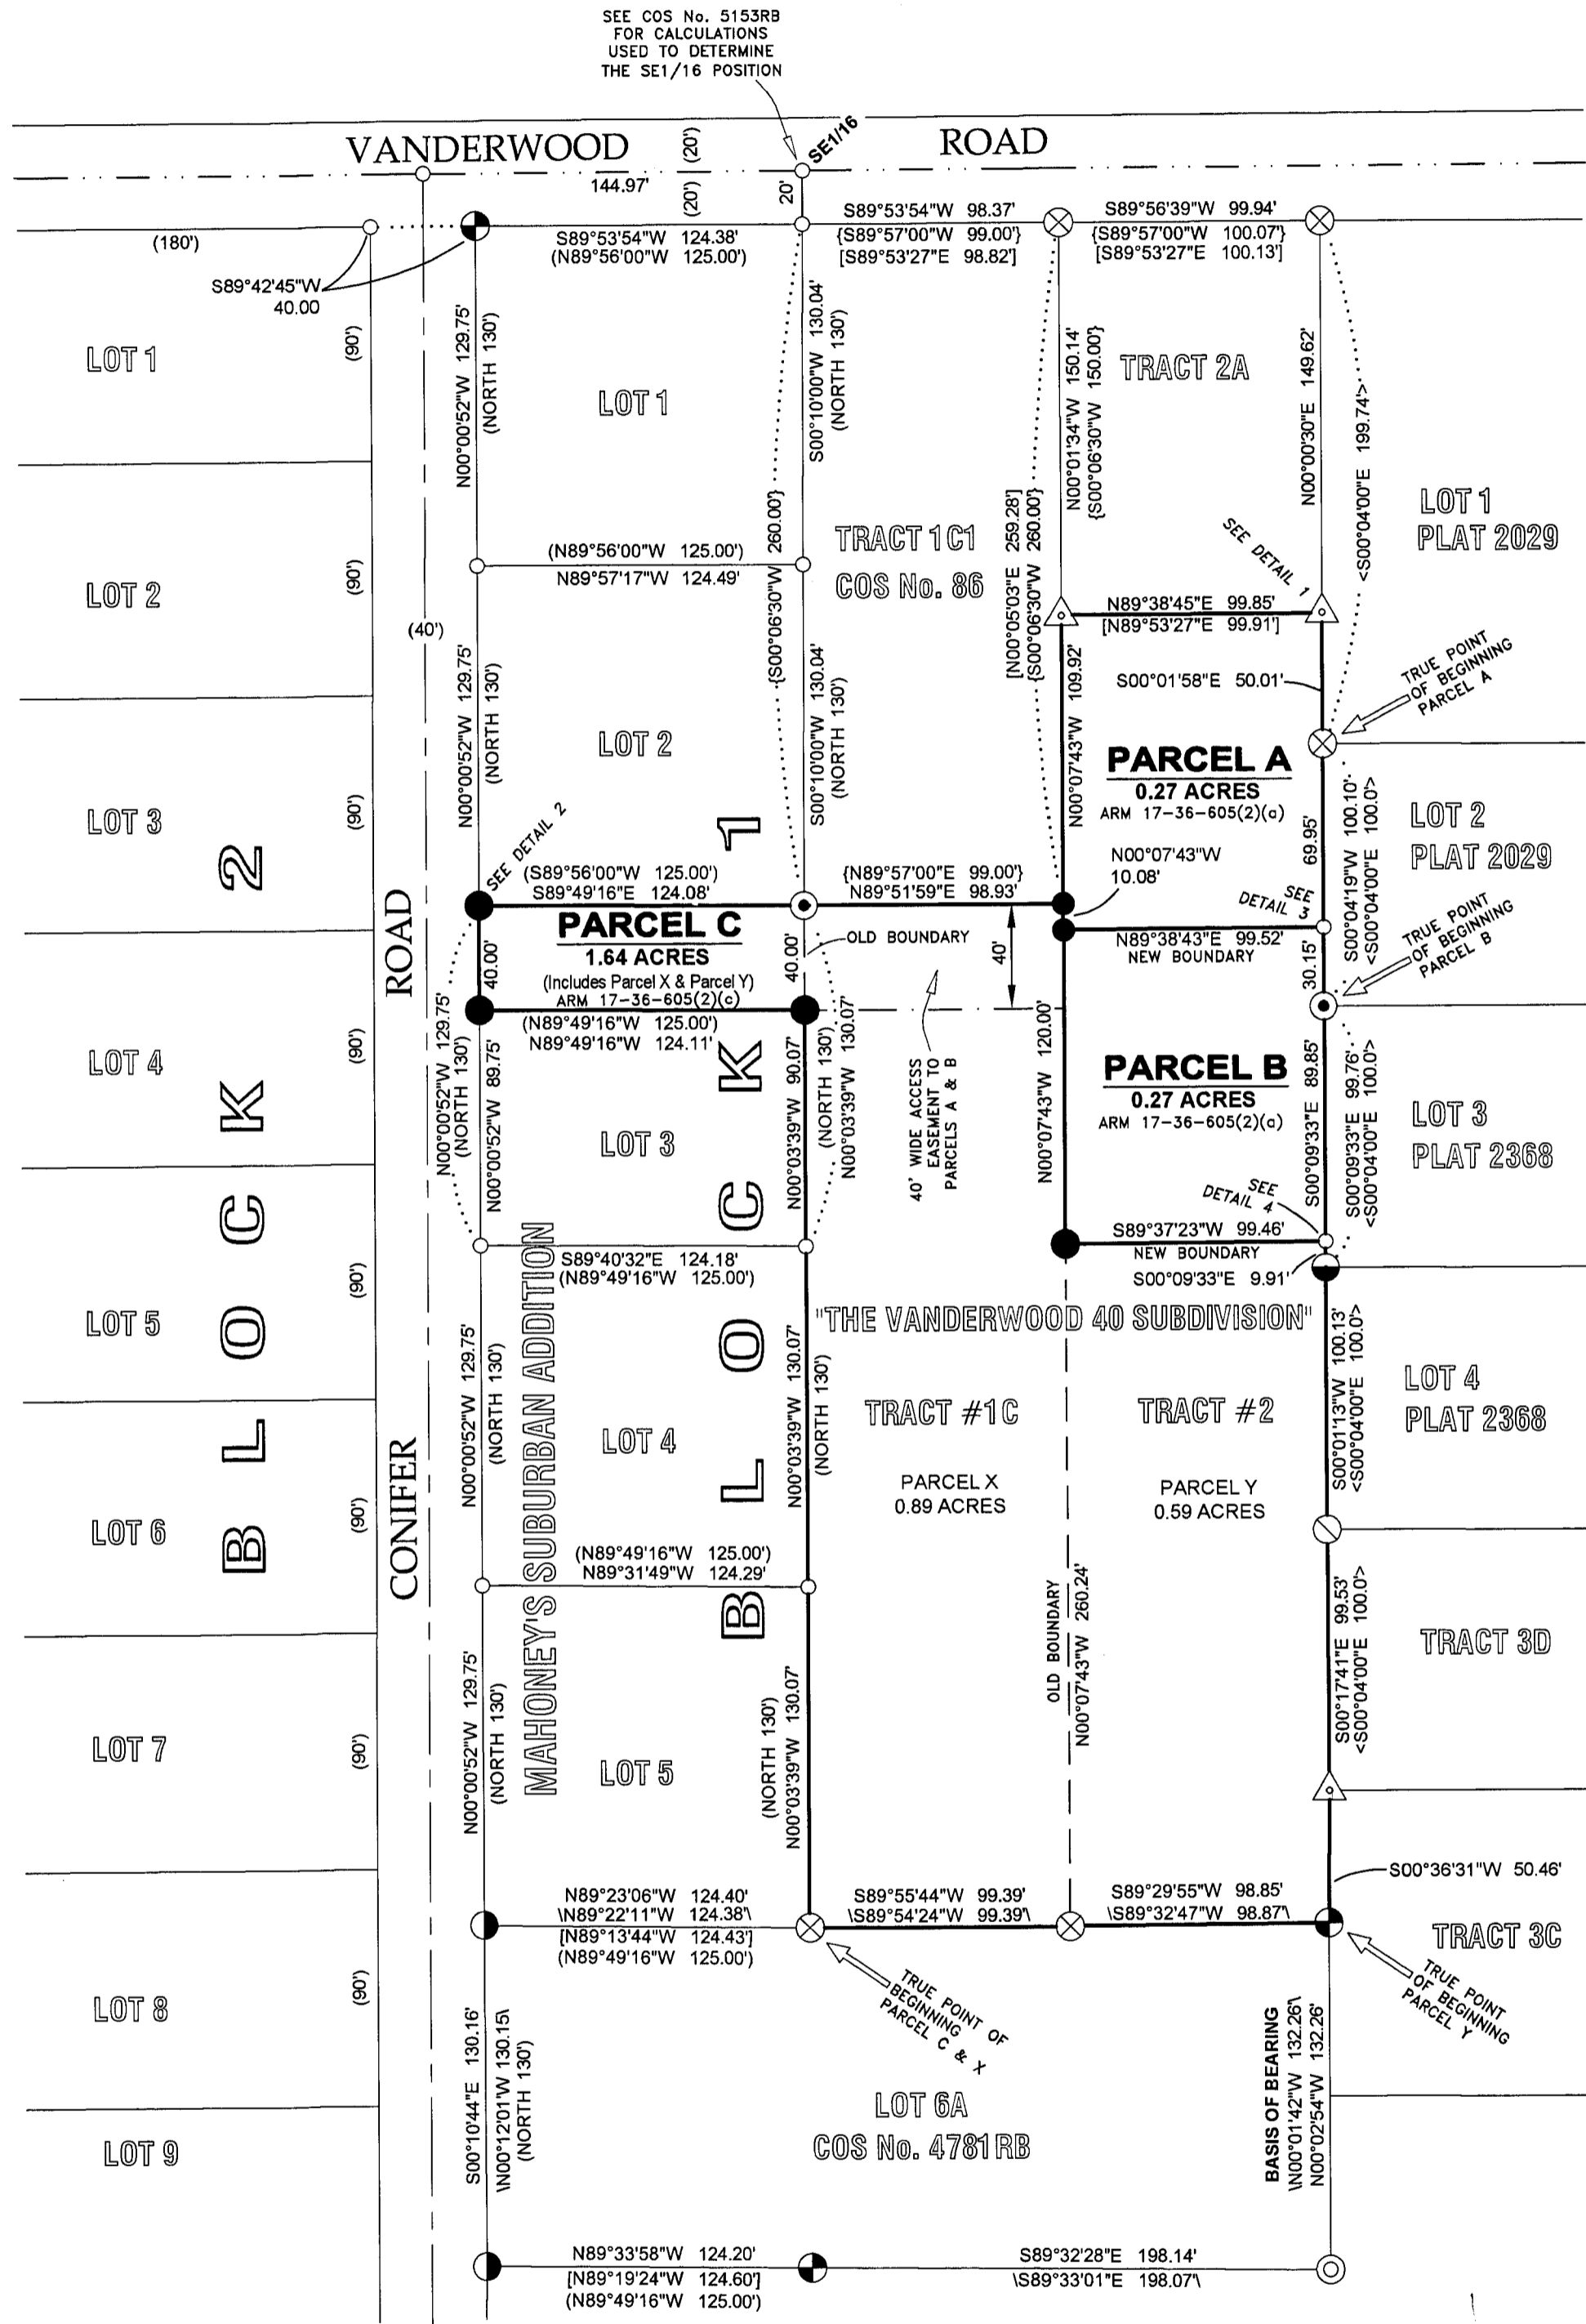 SEE COS No. 5153RB
FOR CALCULATIONS
USED TO DETERMINE
THE SE1/16 POSITION
SE1/16
VANDERWOOD
ROAD
(20')
(20')
144.97'
20'
(180')
S89°42'45"W
40.00
S89°53'54"W 124.38'
(N89°56'00"W 125.00')
S89°53'54"W 98.37'
{S89°57'00"W 99.00'}
[S89°53'27"E 98.82']
S89°56'39"W 99.94'
{S89°57'00"W 100.07'}
[S89°53'27"E 100.13']
LOT 1
(90')
LOT 2
(90')
LOT 3
(90')
LOT 4
(90')
LOT 5
(90')
LOT 6
(90')
LOT 7
(90')
LOT 8
(90')
LOT 9
BLOCK 2
CONIFER
ROAD
(40')
N00°00'52"W 129.75'
(NORTH 130')
LOT 1
S00°10'00"W 130.04'
(NORTH 130')
{S00°06'30"W 260.00'}
(N89°56'00"W 125.00')
N89°57'17"W 124.49'
N00°00'52"W 129.75'
(NORTH 130')
LOT 2
S00°10'00"W 130.04'
(NORTH 130')
TRACT 1C1
COS No. 86
[N00°05'03"E 259.28']
{S00°06'30"W 260.00'}
N00°01'34"W 150.14'
{S00°06'30"W 150.00'}
TRACT 2A
N00°00'30"E 149.62'
<S00°04'00"E 199.74'>
LOT 1
PLAT 2029
SEE DETAIL 1
N89°38'45"E 99.85'
[N89°53'27"E 99.91']
S00°01'58"E 50.01'
TRUE POINT
OF BEGINNING
PARCEL A
N00°07'43"W 109.92'
PARCEL A
0.27 ACRES
ARM 17-36-605(2)(a)
69.95'
S00°04'19"W 100.10'
<S00°04'00"E 100.0'>
LOT 2
PLAT 2029
SEE DETAIL 2
(S89°56'00"W 125.00')
S89°49'16"E 124.08'
{N89°57'00"E 99.00'}
N89°51'59"E 98.93'
N00°07'43"W
10.08'
SEE
DETAIL 3
N89°38'43"E 99.52'
NEW BOUNDARY
30.15'
TRUE POINT
OF BEGINNING
PARCEL B
PARCEL C
1.64 ACRES
(Includes Parcel X & Parcel Y)
ARM 17-36-605(2)(c)
40.00'
40.00'
OLD BOUNDARY
40'
(N89°49'16"W 125.00')
N89°49'16"W 124.11'
N00°00'52"W 129.75'
(NORTH 130')
N00°00'52"W 89.75'
LOT 3
N00°03'39"W 90.07'
(NORTH 130')
N00°03'39"W 130.07'
40' WIDE ACCESS
EASEMENT TO
PARCELS A & B
N00°07'43"W 120.00'
PARCEL B
0.27 ACRES
ARM 17-36-605(2)(a)
S00°09'33"E 89.85'
S00°09'33"E 99.76'
<S00°04'00"E 100.0'>
LOT 3
PLAT 2368
SEE
DETAIL 4
S89°37'23"W 99.46'
NEW BOUNDARY
S00°09'33"E 9.91'
S89°40'32"E 124.18'
(N89°49'16"W 125.00')
"THE VANDERWOOD 40 SUBDIVISION"
MAHONEY'S SUBURBAN ADDITION
BLOCK 1
N00°00'52"W 129.75'
(NORTH 130')
LOT 4
N00°03'39"W 130.07'
(NORTH 130')
TRACT #1C
TRACT #2
PARCEL X
0.89 ACRES
PARCEL Y
0.59 ACRES
S00°01'13"W 100.13'
<S00°04'00"E 100.0'>
LOT 4
PLAT 2368
(N89°49'16"W 125.00')
N89°31'49"W 124.29'
OLD BOUNDARY
N00°07'43"W 260.24'
S00°17'41"E 99.53'
<S00°04'00"E 100.0'>
TRACT 3D
N00°00'52"W 129.75'
(NORTH 130')
LOT 5
(NORTH 130')
N00°03'39"W 130.07'
S00°36'31"W 50.46'
N89°23'06"W 124.40'
\N89°22'11"W 124.38'\
[N89°13'44"W 124.43']
(N89°49'16"W 125.00')
S89°55'44"W 99.39'
\S89°54'24"W 99.39'\
S89°29'55"W 98.85'
\S89°32'47"W 98.87'\
TRACT 3C
TRUE POINT OF
BEGINNING
PARCEL C & X
TRUE POINT
OF BEGINNING
PARCEL Y
S00°10'44"E 130.16'
\N00°12'01"W 130.15'\
(NORTH 130')
LOT 6A
COS No. 4781RB
BASIS OF BEARING
\N00°01'42"W 132.26'\
N00°02'54"W 132.26'
N89°33'58"W 124.20'
[N89°19'24"W 124.60']
(N89°49'16"W 125.00')
S89°32'28"E 198.14'
\S89°33'01"E 198.07'\